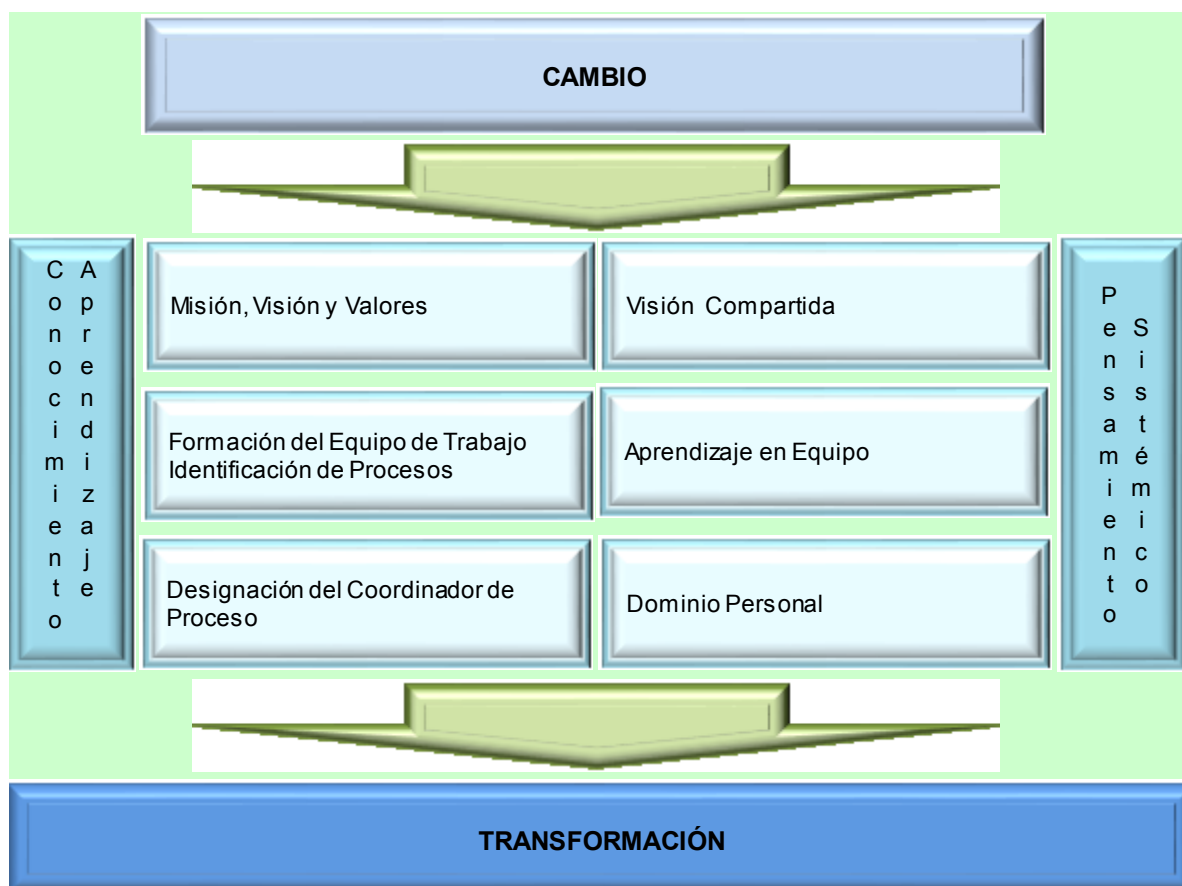 CAMBIO
Conocimiento
Aprendizaje
Misión, Visión y Valores
Visión Compartida
Formación del Equipo de Trabajo
Identificación de Procesos
Aprendizaje en Equipo
Designación del Coordinador de
Proceso
Dominio Personal
Pensamiento
Sistémico
TRANSFORMACIÓN